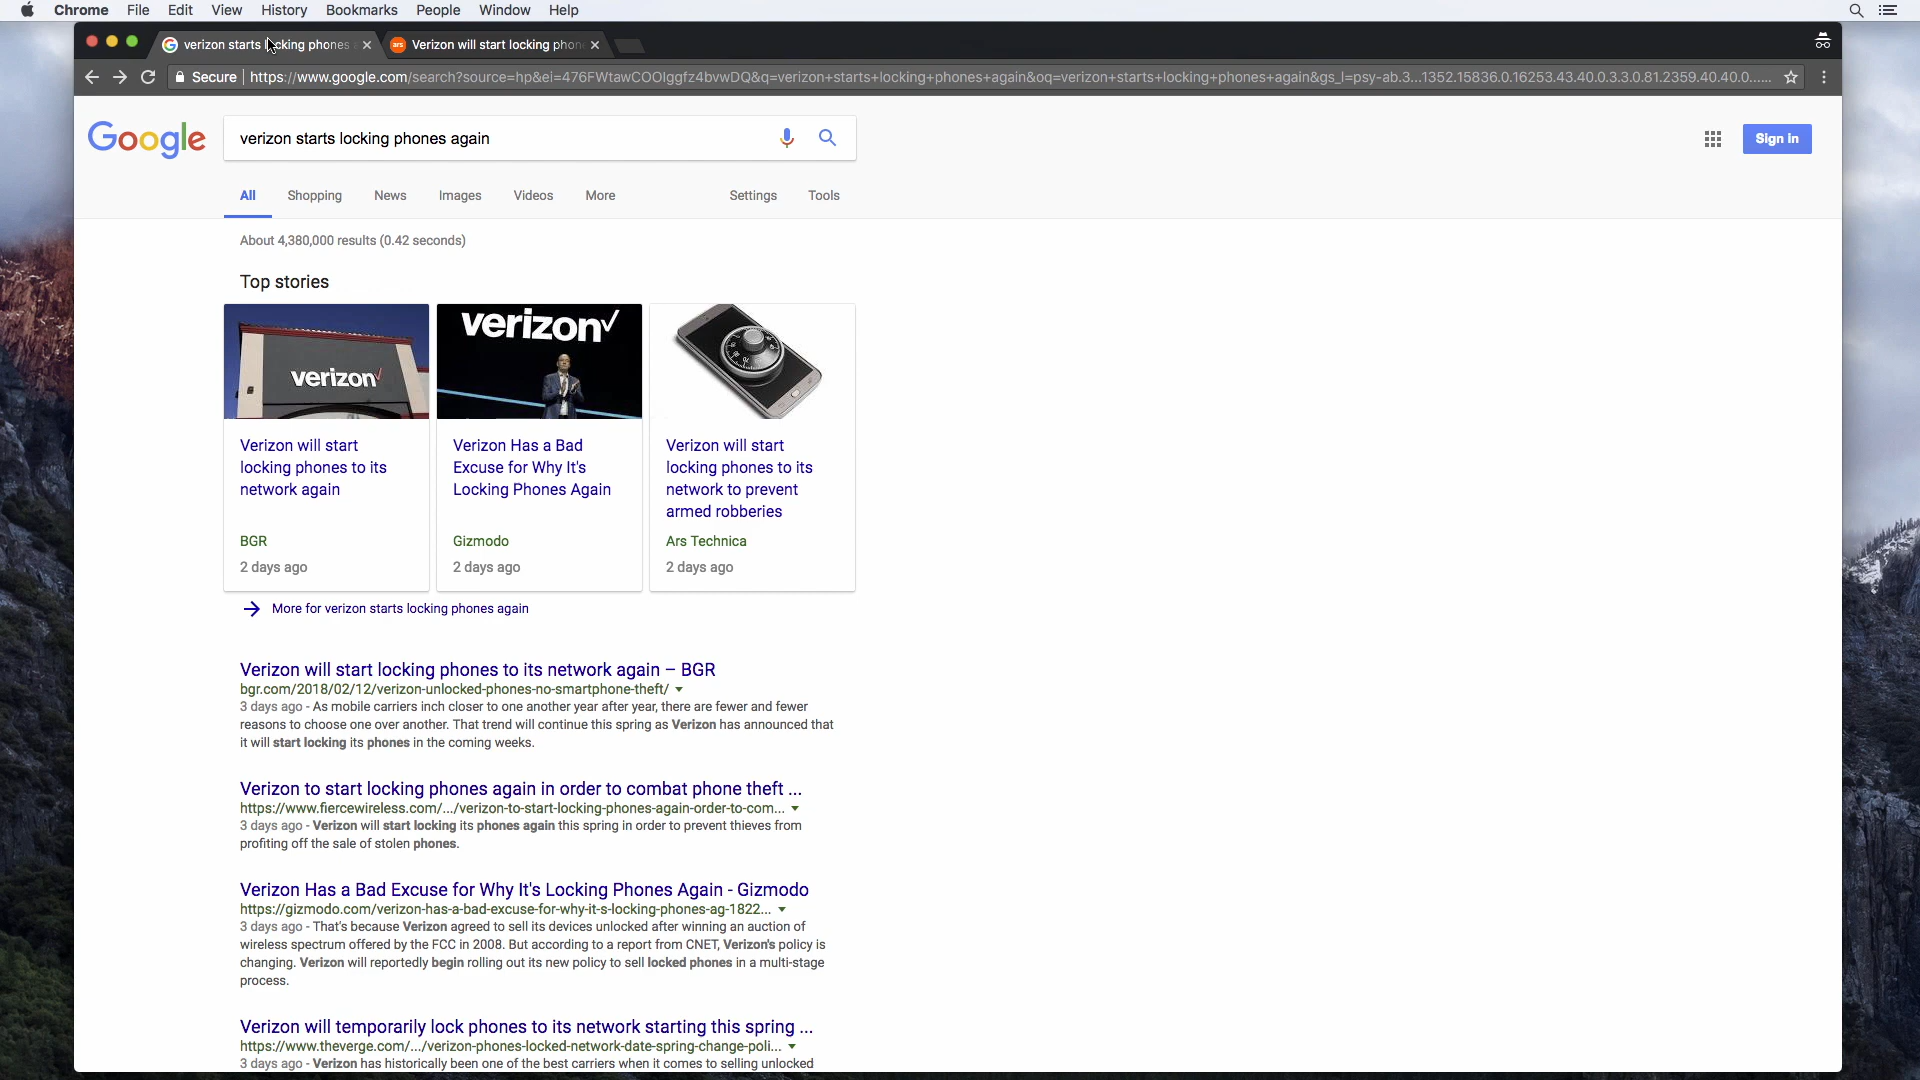 Chrome File Edit View History Bookmarks People Window Help
verizon starts locking phones
ars Verizon will start locking phon
Secure https://www.google.com/search?source=hp&ei=476FWtawCOOIggfz4bvwDQ&q=verizon+starts+locking+phones+again&oq=verizon+starts+locking+phones+again&gs_l=psy-ab.3...1352.15836.0.16253.43.40.0.3.3.0.81.2359.40.40.0......
Google verizon starts locking phones again Sign in
All Shopping News Images Videos More Settings Tools
About 4,380,000 results (0.42 seconds)
Top stories
verizon
verizon
Verizon will start
locking phones to its
network again
BGR
2 days ago
Verizon Has a Bad
Excuse for Why It's
Locking Phones Again
Gizmodo
2 days ago
Verizon will start
locking phones to its
network to prevent
armed robberies
Ars Technica
2 days ago
More for verizon starts locking phones again
Verizon will start locking phones to its network again – BGR
bgr.com/2018/02/12/verizon-unlocked-phones-no-smartphone-theft/
3 days ago - As mobile carriers inch closer to one another year after year, there are fewer and fewer
reasons to choose one over another. That trend will continue this spring as Verizon has announced that
it will start locking its phones in the coming weeks.
Verizon to start locking phones again in order to combat phone theft ...
https://www.fiercewireless.com/.../verizon-to-start-locking-phones-again-order-to-com...
3 days ago - Verizon will start locking its phones again this spring in order to prevent thieves from
profiting off the sale of stolen phones.
Verizon Has a Bad Excuse for Why It's Locking Phones Again - Gizmodo
https://gizmodo.com/verizon-has-a-bad-excuse-for-why-it-s-locking-phones-ag-1822...
3 days ago - That's because Verizon agreed to sell its devices unlocked after winning an auction of
wireless spectrum offered by the FCC in 2008. But according to a report from CNET, Verizon's policy is
changing. Verizon will reportedly begin rolling out its new policy to sell locked phones in a multi-stage
process.
Verizon will temporarily lock phones to its network starting this spring ...
https://www.theverge.com/.../verizon-phones-locked-network-date-spring-change-poli...
3 days ago - Verizon has historically been one of the best carriers when it comes to selling unlocked